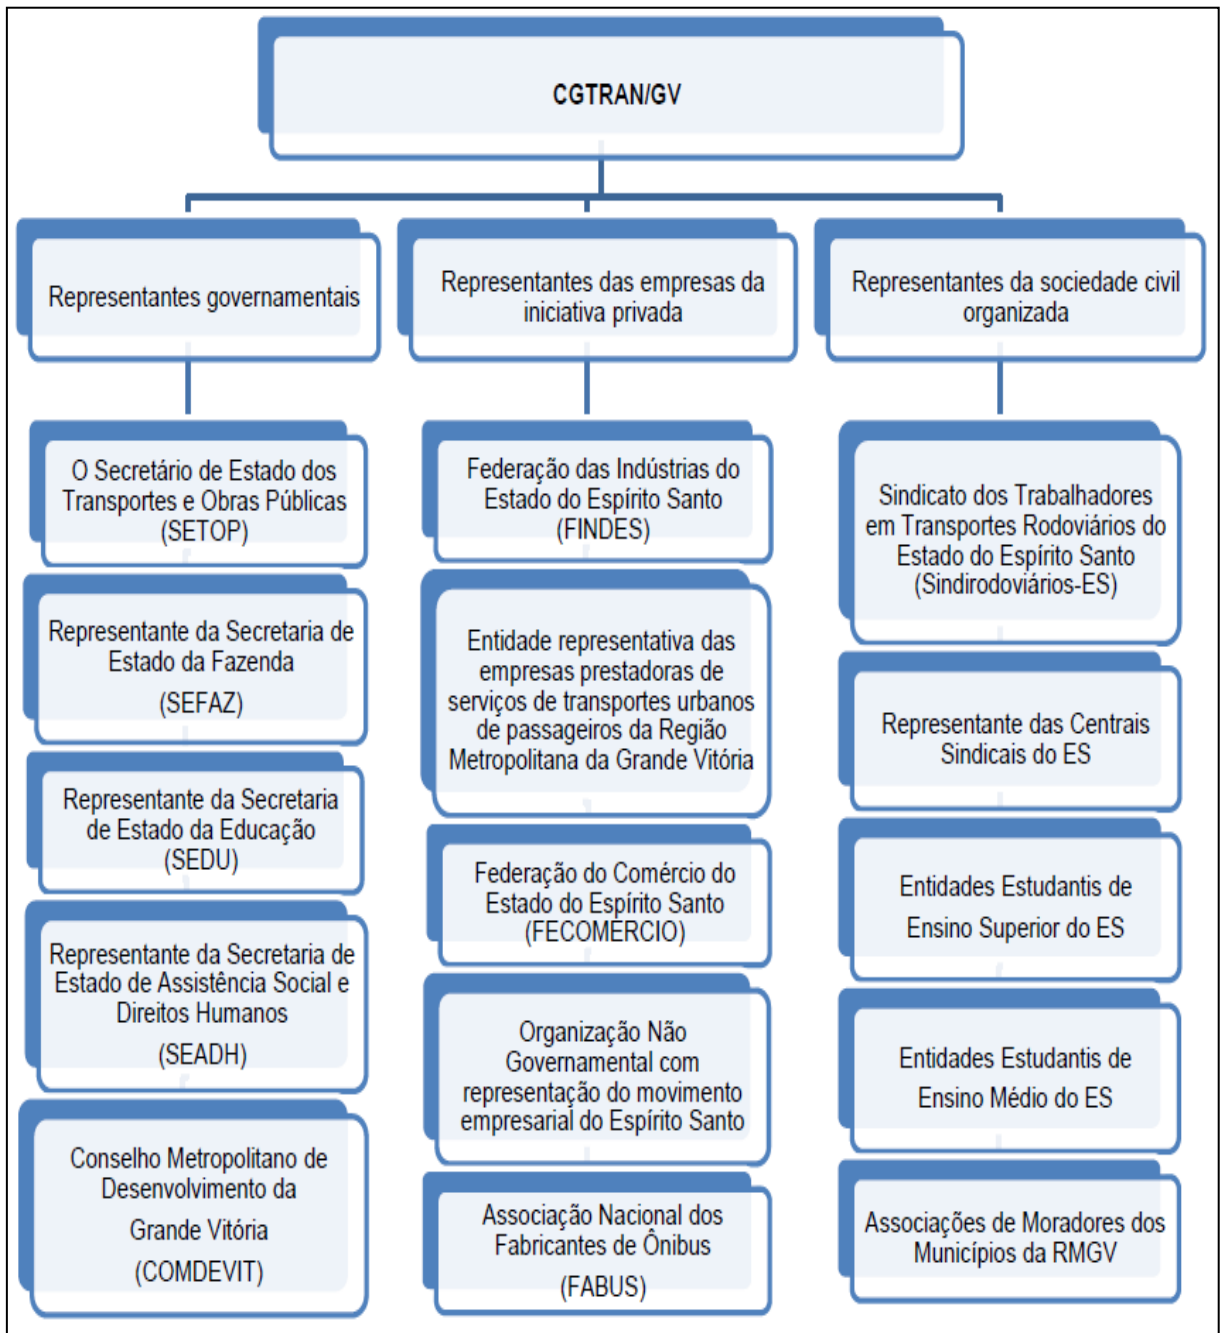 CGTRAN/GV
Representantes governamentais
Representantes das empresas da
iniciativa privada
Representantes da sociedade civil
organizada
O Secretário de Estado dos
Transportes e Obras Públicas
(SETOP)
Representante da Secretaria de
Estado da Fazenda
(SEFAZ)
Representante da Secretaria
de Estado da Educação
(SEDU)
Representante da Secretaria de
Estado de Assistência Social e
Direitos Humanos
(SEADH)
Conselho Metropolitano de
Desenvolvimento da
Grande Vitória
(COMDEVIT)
Federação das Indústrias do
Estado do Espírito Santo
(FINDES)
Entidade representativa das
empresas prestadoras de
serviços de transportes urbanos
de passageiros da Região
Metropolitana da Grande Vitória
Federação do Comércio do
Estado do Espírito Santo
(FECOMERCIO)
Organização Não
Governamental com
representação do movimento
empresarial do Espírito Santo
Associação Nacional dos
Fabricantes de Ônibus
(FABUS)
Sindicato dos Trabalhadores
em Transportes Rodoviários do
Estado do Espírito Santo
(Sindirodoviários-ES)
Representante das Centrais
Sindicais do ES
Entidades Estudantis de
Ensino Superior do ES
Entidades Estudantis de
Ensino Médio do ES
Associações de Moradores dos
Municípios da RMGV